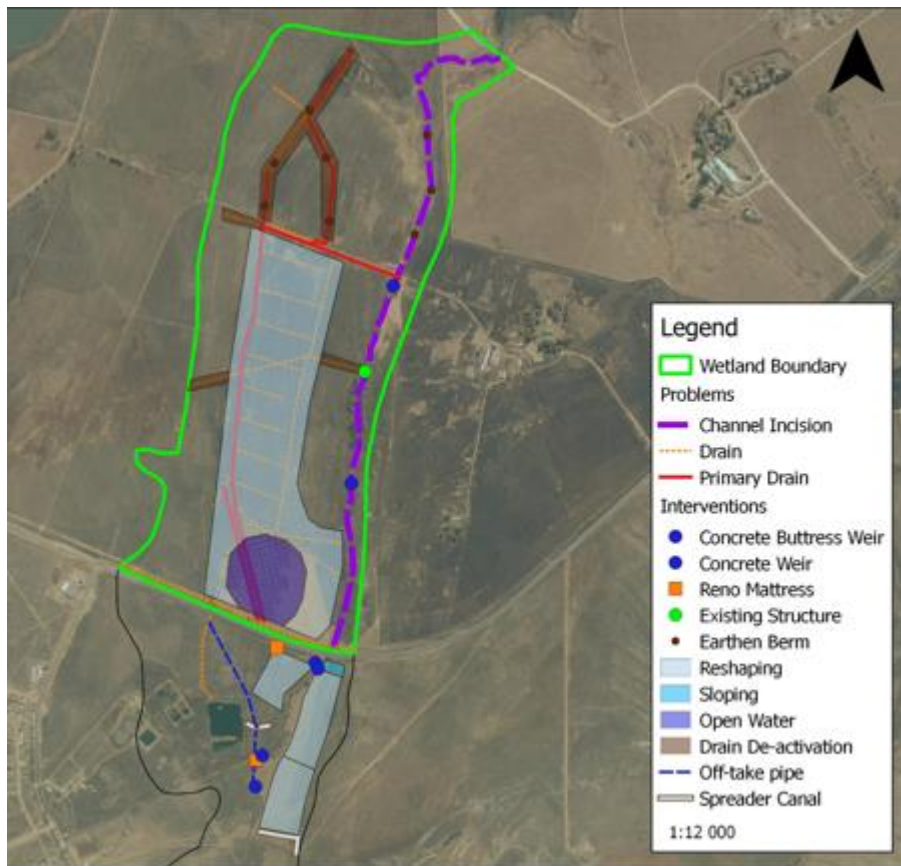 Legend
Wetland Boundary
Problems
Channel Incision
Drain
Primary Drain
Interventions
Concrete Buttress Weir
Concrete Weir
Reno Mattress
Existing Structure
Earthen Berm
Reshaping
Sloping
Open Water
Drain De-activation
Off-take pipe
Spreader Canal
1:12 000